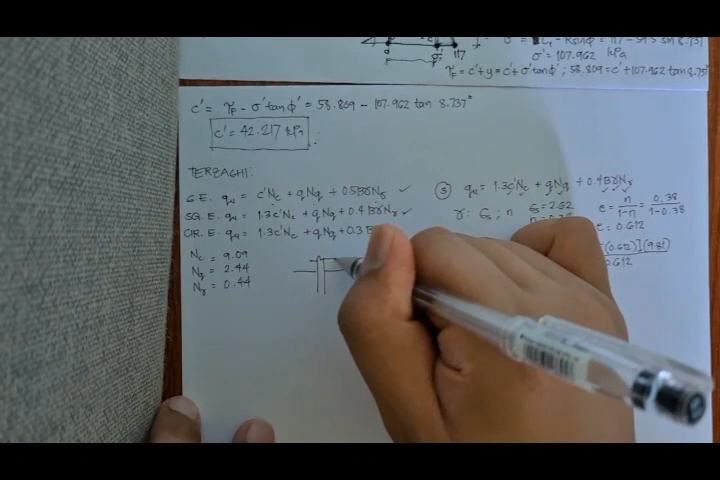 σ' = 107.962 kPa
τF = c' + y = c' + σ' tan ϕ' ; 58.809 = c' + 107.962 tan 8.737°
c' = τF - σ' tan ϕ' = 58.809 - 107.962 tan 8.737°
c' = 42.217 kPa
TERZAGHI:
G.E. qu = c'Nc + qNq + 0.5BγNγ ✓
SQ. E. qu = 1.3c'Nc + qNq + 0.4BγNγ ✓
CIR. E. qu = 1.3c'Nc + qNq + 0.3B
Nc = 9.09
Nq = 2.44
Nγ = 0.44
③ qu = 1.3c'Nc + qNq + 0.4BγNγ
γ: Gs ; n Gs = 2.62
e = n/(1-n) = 0.38/(1-0.38)
e = 0.612
(0.612)](9.81)